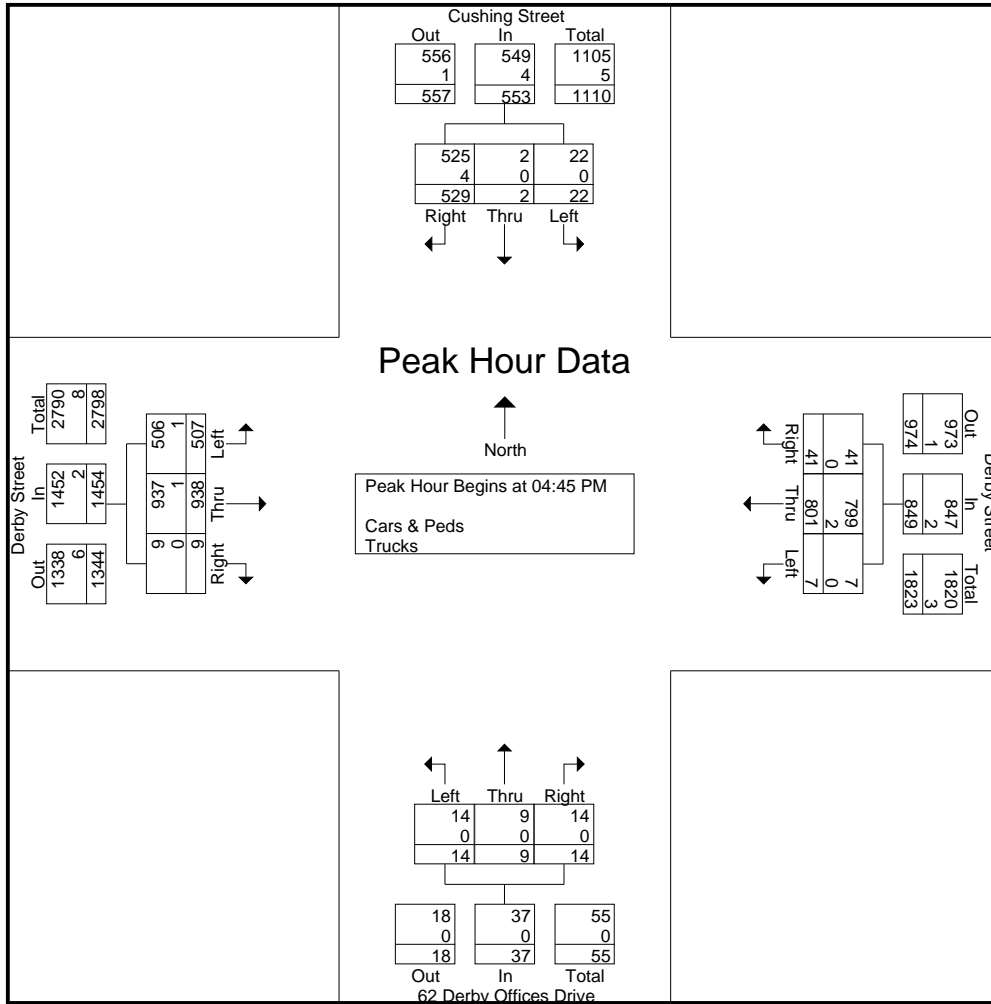 Cushing Street
Out In Total
556 549 1105
1 4 5
557 553 1110
525 2 22
4 0 0
529 2 22
Right Thru Left
Peak Hour Data
North
Peak Hour Begins at 04:45 PM
Cars & Peds
Trucks
Derby Street
Total In Out
2790 1452 1338
8 2 6
2798 1454 1344
506 937 9
1 1 0
507 938 9
Left Thru Right
Derby Street
Out In Total
973 847 1820
1 2 3
974 849 1823
41 799 7
0 2 0
41 801 7
Right Thru Left
Left Thru Right
14 9 14
0 0 0
14 9 14
18 37 55
0 0 0
18 37 55
Out In Total
62 Derby Offices Drive